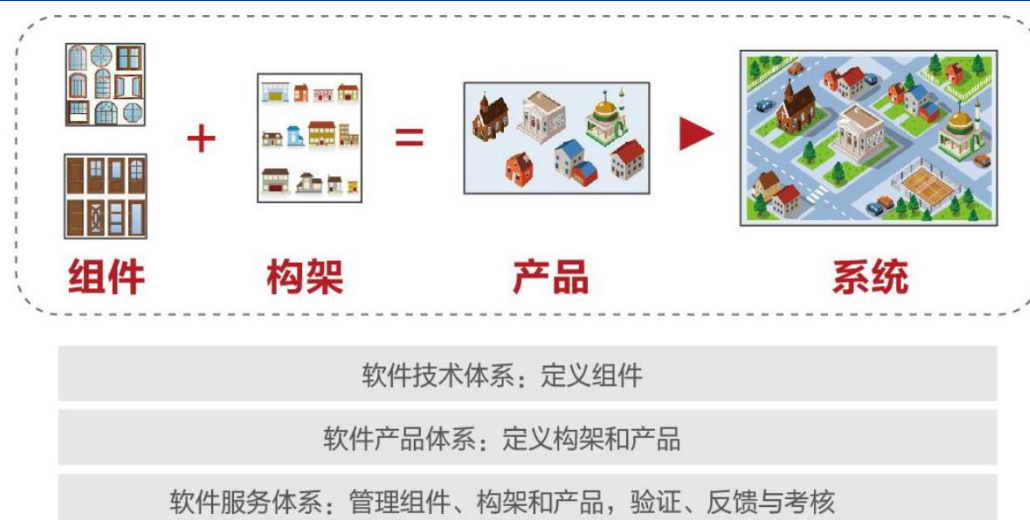 +
=
组件
构架
产品
系统
软件技术体系：定义组件
软件产品体系：定义构架和产品
软件服务体系：管理组件、构架和产品，验证、反馈与考核